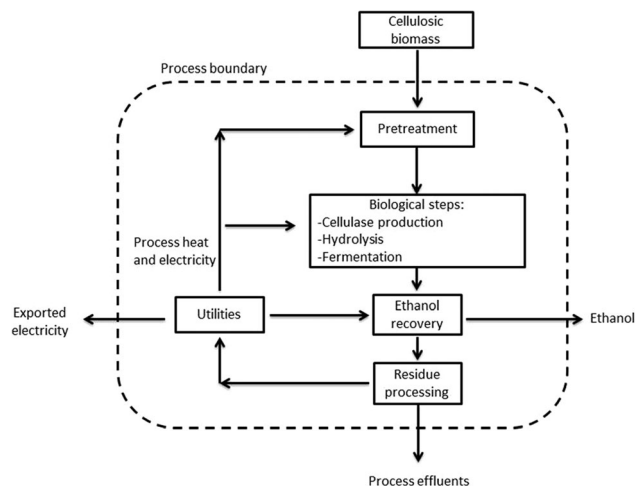 Cellulosic
biomass
Process boundary
Pretreatment
Biological steps:
-Cellulase production
-Hydrolysis
-Fermentation
Process heat
and electricity
Exported
electricity
Utilities
Ethanol
recovery
Ethanol
Residue
processing
Process effluents